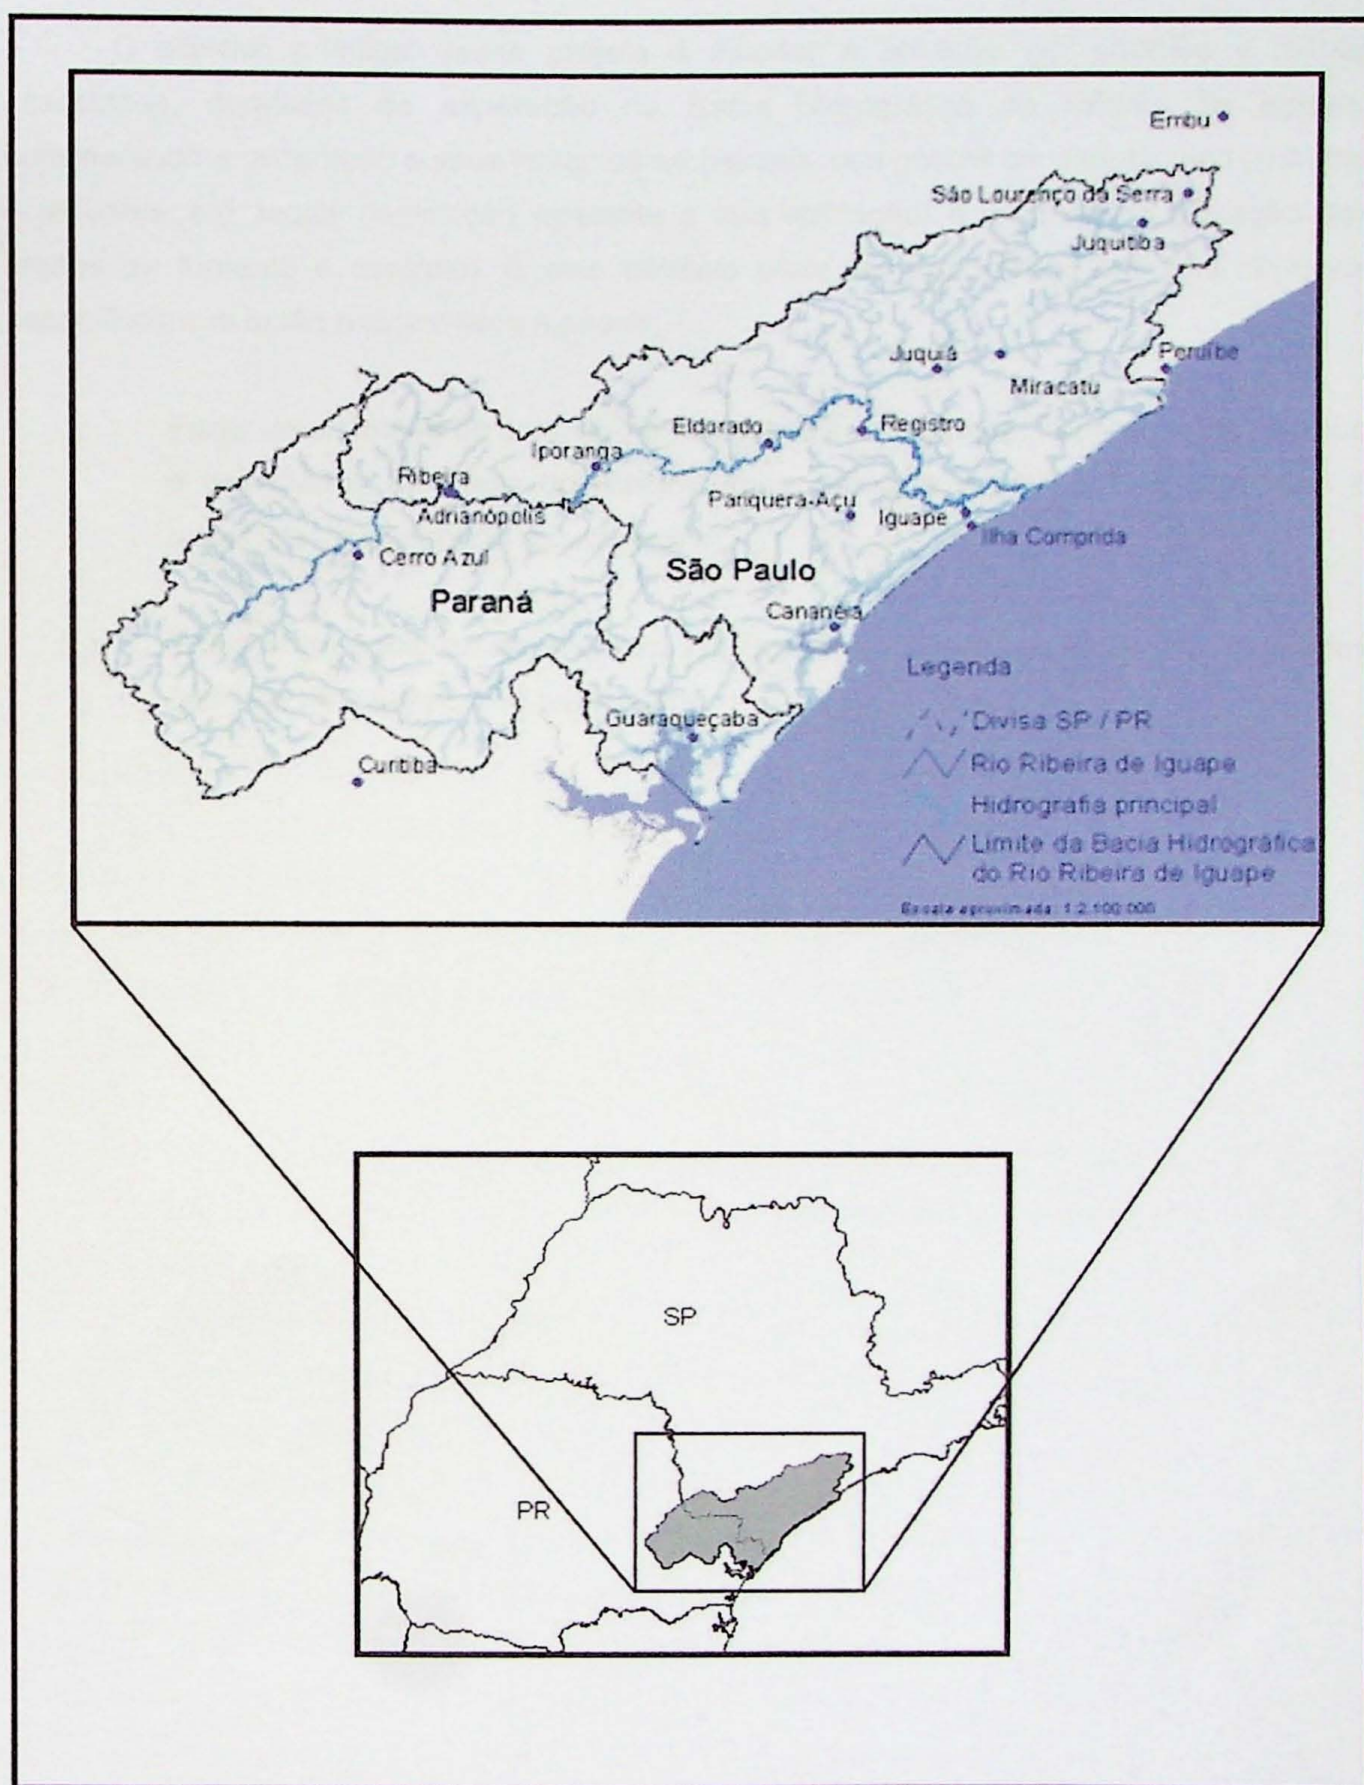 Embu
São Lourenço da Serra
Juquitiba
Juquiá
Peruíbe
Miracatu
Eldorado
Registro
Iporanga
Ribeira
Pariquera-Açu
Iguape
Adrianópolis
Ilha Comprida
Cerro Azul
São Paulo
Paraná
Cananéia
Legenda
Guaraqueçaba
Divisa SP / PR
Curitiba
Rio Ribeira de Iguape
Hidrografia principal
Limite da Bacia Hidrográfica
do Rio Ribeira de Iguape
Escala aproximada: 1:2.100.000
SP
PR